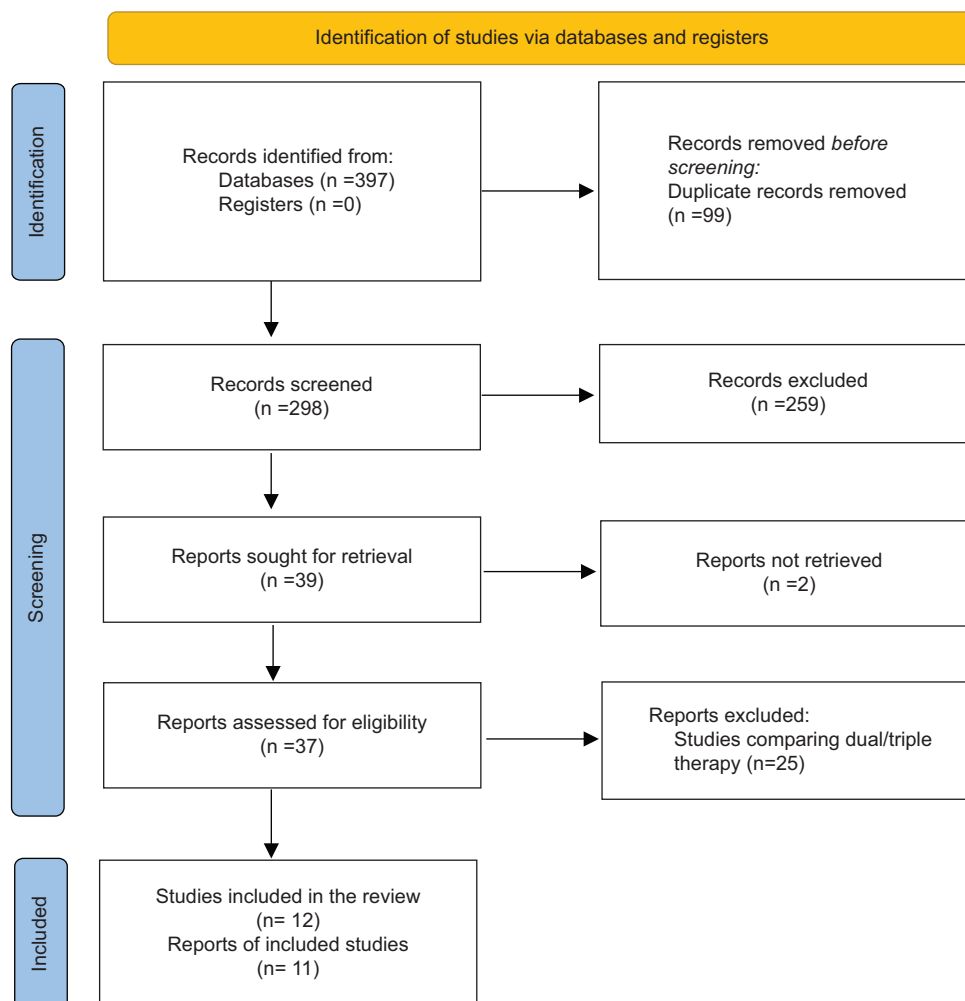 Identification of studies via databases and registers
Identification
Records identified from:
Databases (n =397)
Registers (n =0)
Records removed before
screening:
Duplicate records removed
(n =99)
Screening
Records screened
(n =298)
Records excluded
(n =259)
Reports sought for retrieval
(n =39)
Reports not retrieved
(n =2)
Reports assessed for eligibility
(n =37)
Reports excluded:
Studies comparing dual/triple
therapy (n=25)
Included
Studies included in the review
(n= 12)
Reports of included studies
(n= 11)